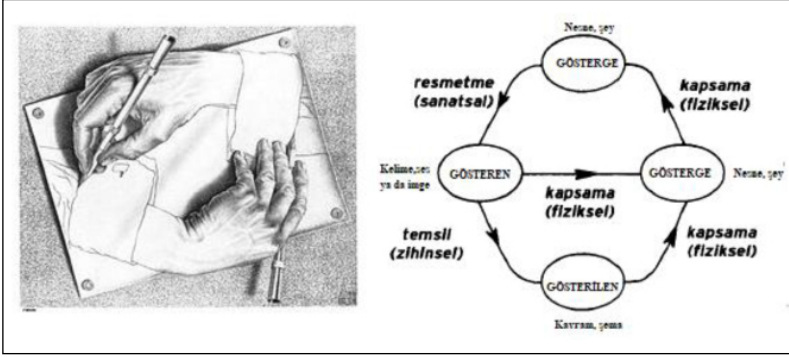 Nesne, şey
GÖSTERGE
resmetme
(sanatsal)
kapsama
(fiziksel)
Kelime,ses
ya da imge
GÖSTEREN
kapsama
(fiziksel)
GÖSTERGE
Nesne, şey
temsil
(zihinsel)
kapsama
(fiziksel)
GÖSTERİLEN
Kavram, şema